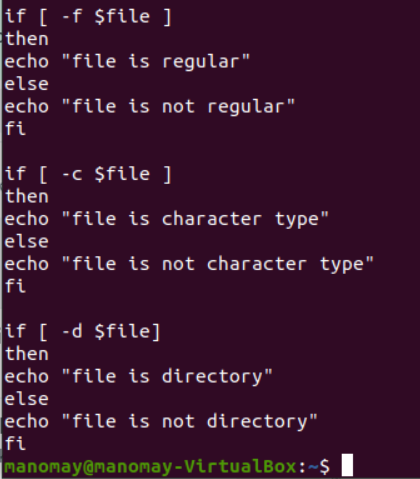 if [ -f $file ]
then
echo "file is regular"
else
echo "file is not regular"
fi

if [ -c $file ]
then
echo "file is character type"
else
echo "file is not character type"
fi

if [ -d $file]
then
echo "file is directory"
else
echo "file is not directory"
fi
manomay@manomay-VirtualBox:~$